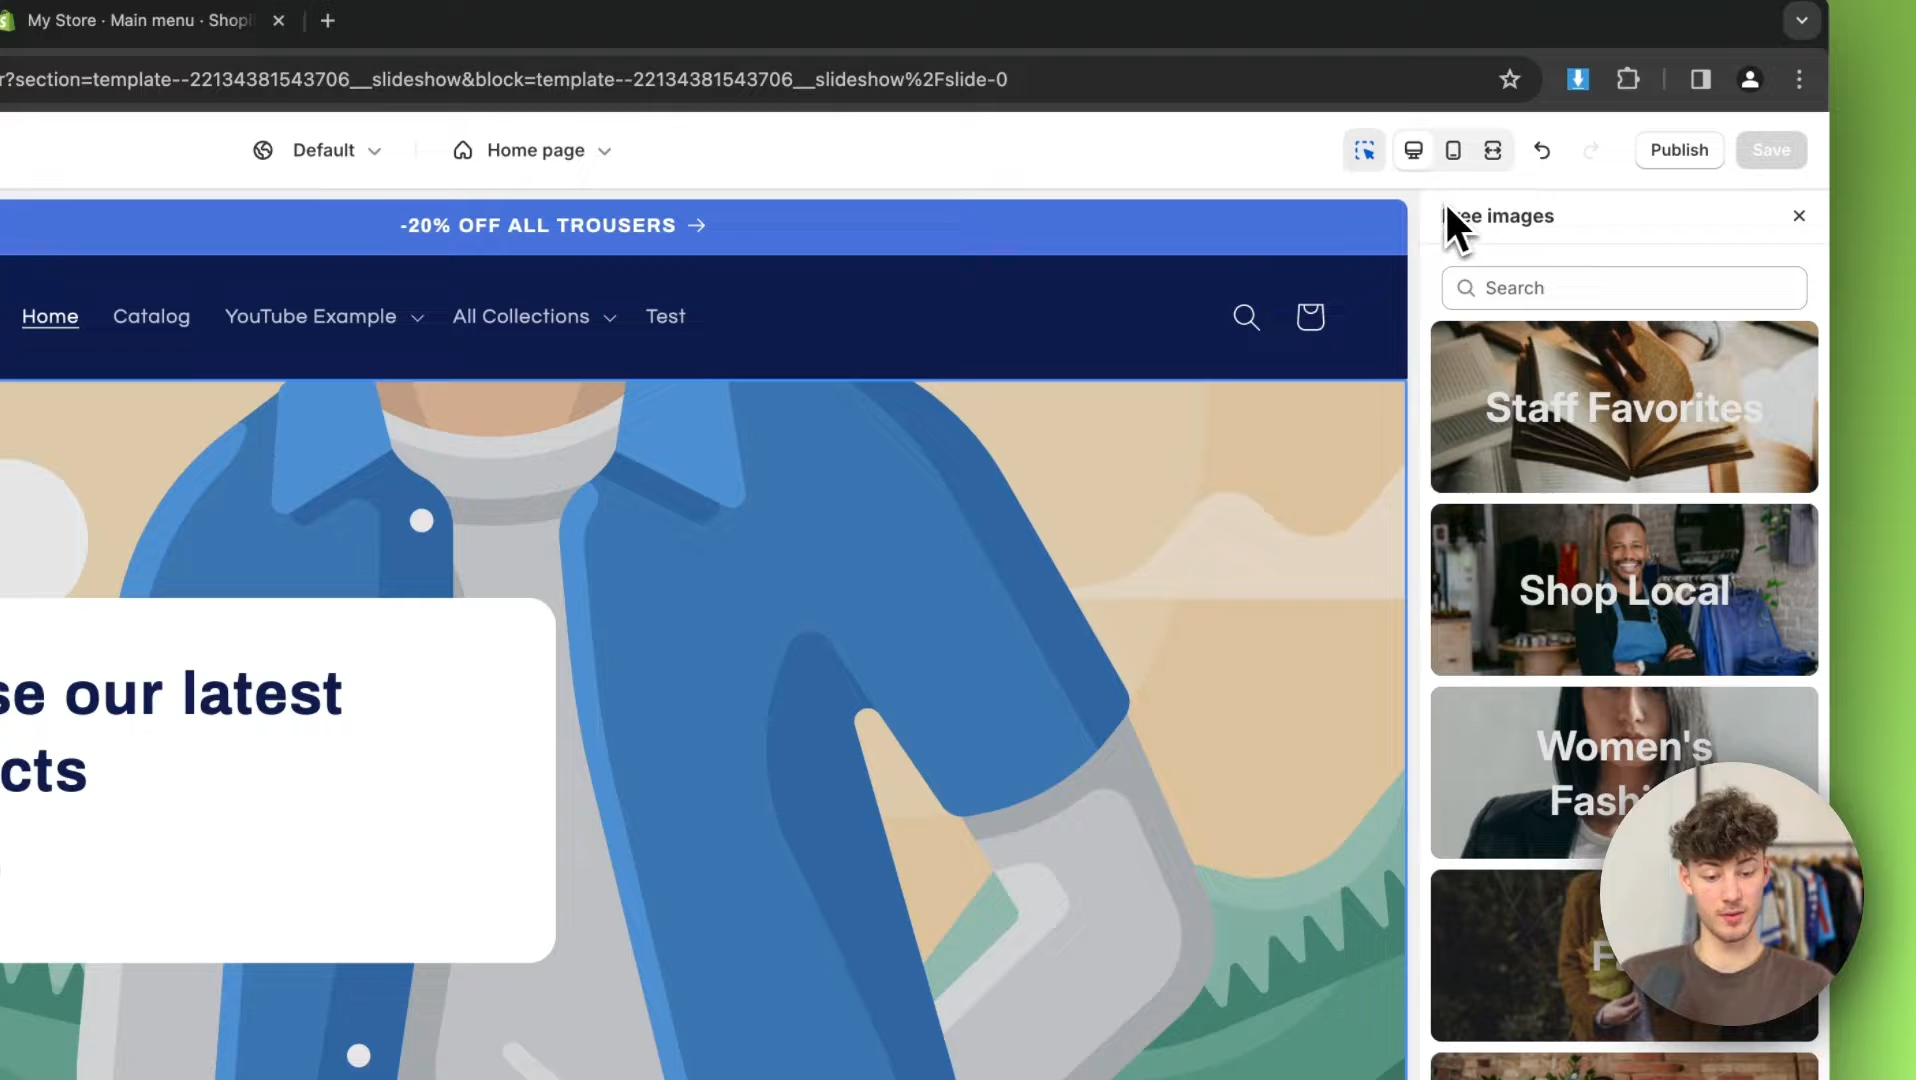 My Store · Main menu · Shopi
r?section=template--22134381543706__slideshow&block=template--22134381543706__slideshow%2Fslide-0
Default
Home page
Publish
Save
-20% OFF ALL TROUSERS →
Free images
Search
Home
Catalog
YouTube Example
All Collections
Test
Staff Favorites
Shop Local
Women's
Fashi
se our latest
cts